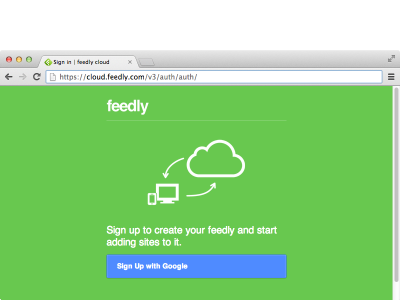 Sign in | feedly cloud
https://cloud.feedly.com/v3/auth/auth/
feedly
Sign up to create your feedly and start
adding sites to it.
Sign Up with Google